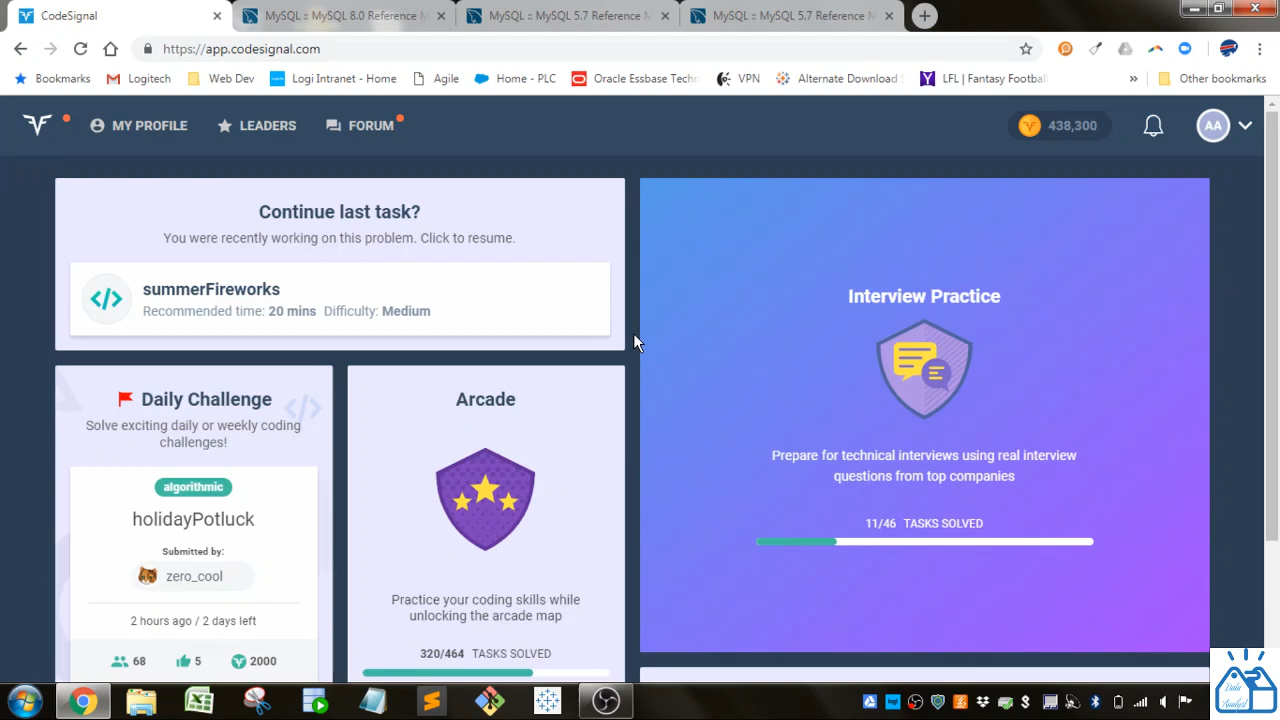 CodeSignal
MySQL :: MySQL 8.0 Reference M
MySQL :: MySQL 5.7 Reference M
MySQL :: MySQL 5.7 Reference M
https://app.codesignal.com
Bookmarks
Logitech
Web Dev
Logi Intranet - Home
Agile
Home - PLC
Oracle Essbase Techn
VPN
Alternate Download
LFL | Fantasy Footbal
»
Other bookmarks
MY PROFILE
LEADERS
FORUM
438,300
AA
Continue last task?
You were recently working on this problem. Click to resume.
summerFireworks
Recommended time: 20 mins Difficulty: Medium
Daily Challenge
Solve exciting daily or weekly coding
challenges!
algorithmic
holidayPotluck
Submitted by:
zero_cool
2 hours ago / 2 days left
68
5
2000
Arcade
Practice your coding skills while
unlocking the arcade map
320/464 TASKS SOLVED
Interview Practice
Prepare for technical interviews using real interview
questions from top companies
11/46 TASKS SOLVED
Data
Analyst